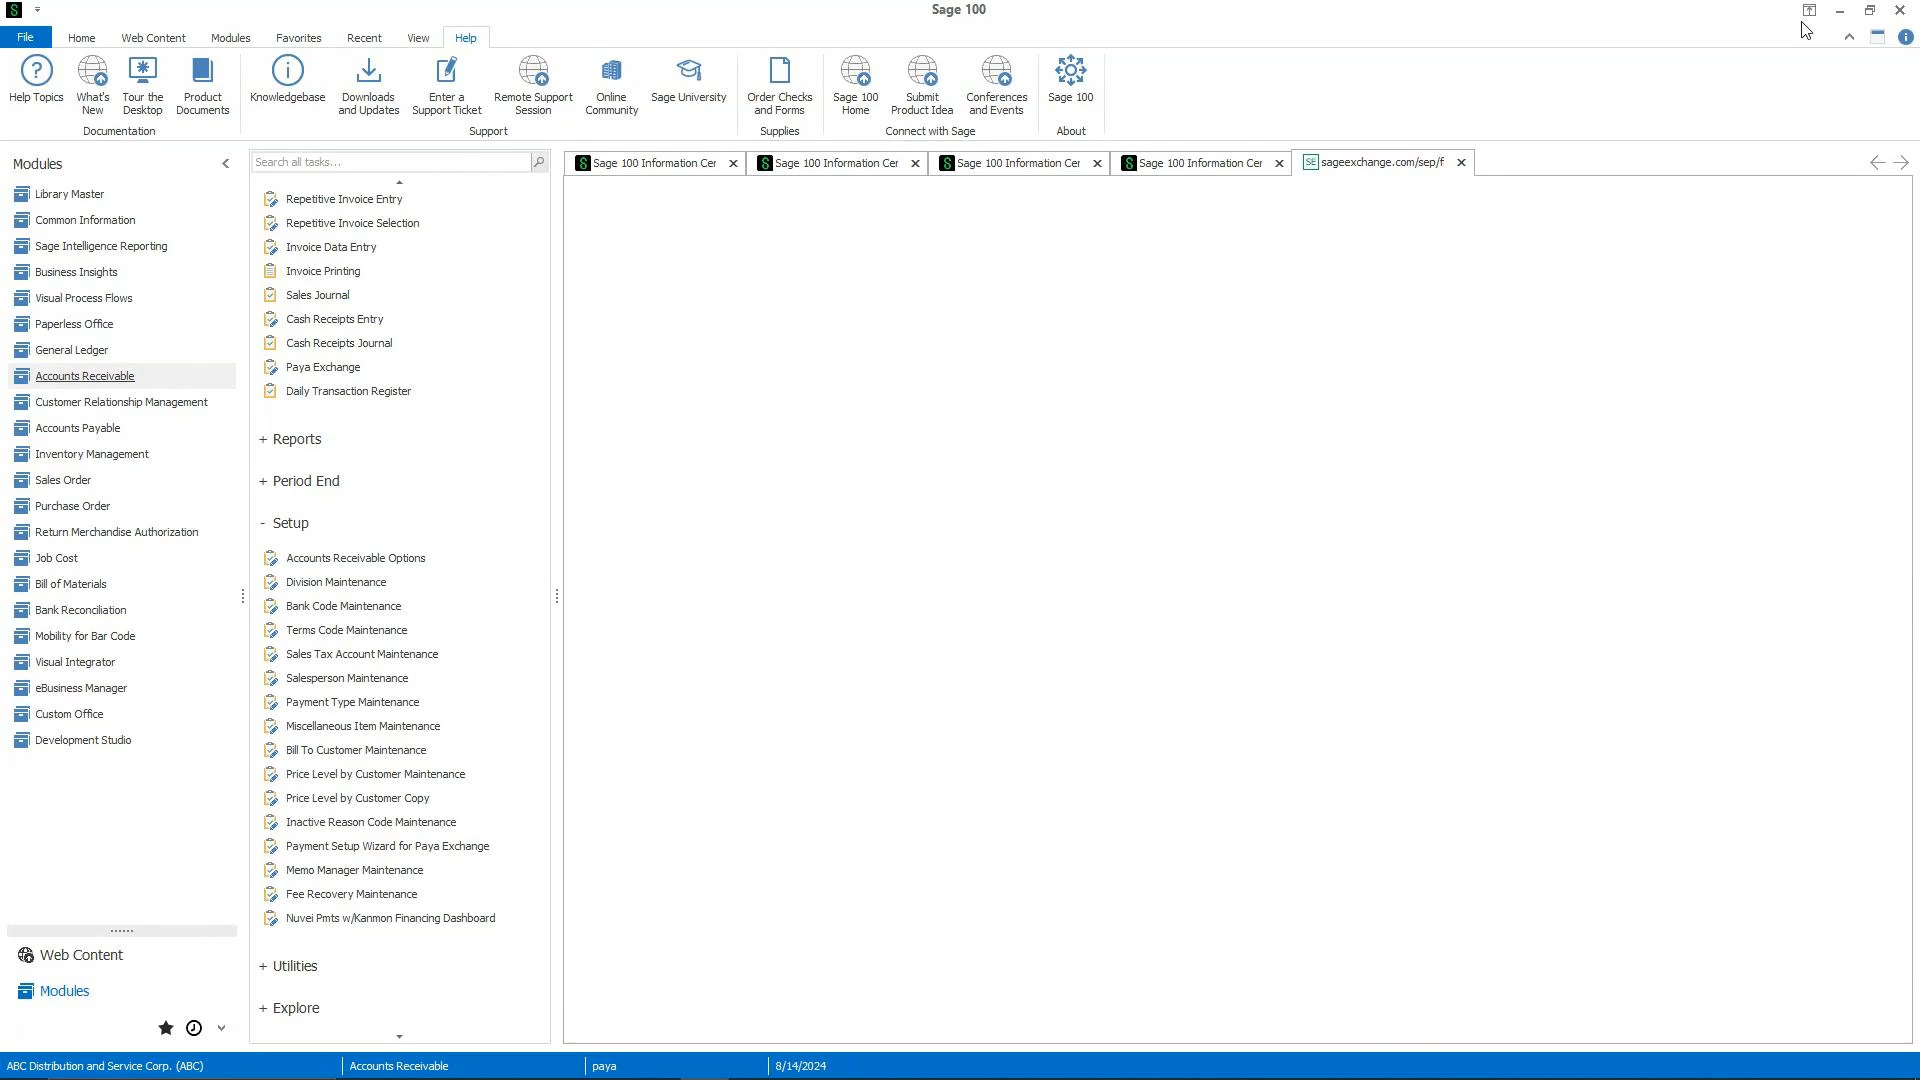 Sage 100
File Home Web Content Modules Favorites Recent View Help
Help Topics
What's New
Tour the Desktop
Product Documents
Documentation
Knowledgebase
Downloads and Updates
Enter a Support Ticket
Remote Support Session
Online Community
Sage University
Support
Order Checks and Forms
Supplies
Sage 100 Home
Submit Product Idea
Conferences and Events
Connect with Sage
Sage 100
About
Modules
Library Master
Common Information
Sage Intelligence Reporting
Business Insights
Visual Process Flows
Paperless Office
General Ledger
Accounts Receivable
Customer Relationship Management
Accounts Payable
Inventory Management
Sales Order
Purchase Order
Return Merchandise Authorization
Job Cost
Bill of Materials
Bank Reconciliation
Mobility for Bar Code
Visual Integrator
eBusiness Manager
Custom Office
Development Studio
Web Content
Modules
Search all tasks...
Repetitive Invoice Entry
Repetitive Invoice Selection
Invoice Data Entry
Invoice Printing
Sales Journal
Cash Receipts Entry
Cash Receipts Journal
Paya Exchange
Daily Transaction Register
+ Reports
+ Period End
- Setup
Accounts Receivable Options
Division Maintenance
Bank Code Maintenance
Terms Code Maintenance
Sales Tax Account Maintenance
Salesperson Maintenance
Payment Type Maintenance
Miscellaneous Item Maintenance
Bill To Customer Maintenance
Price Level by Customer Maintenance
Price Level by Customer Copy
Inactive Reason Code Maintenance
Payment Setup Wizard for Paya Exchange
Memo Manager Maintenance
Fee Recovery Maintenance
Nuvei Pmts w/Kanmon Financing Dashboard
+ Utilities
+ Explore
Sage 100 Information Cer
Sage 100 Information Cer
Sage 100 Information Cer
Sage 100 Information Cer
SE sageexchange.com/sep/f
ABC Distribution and Service Corp. (ABC) Accounts Receivable paya 8/14/2024